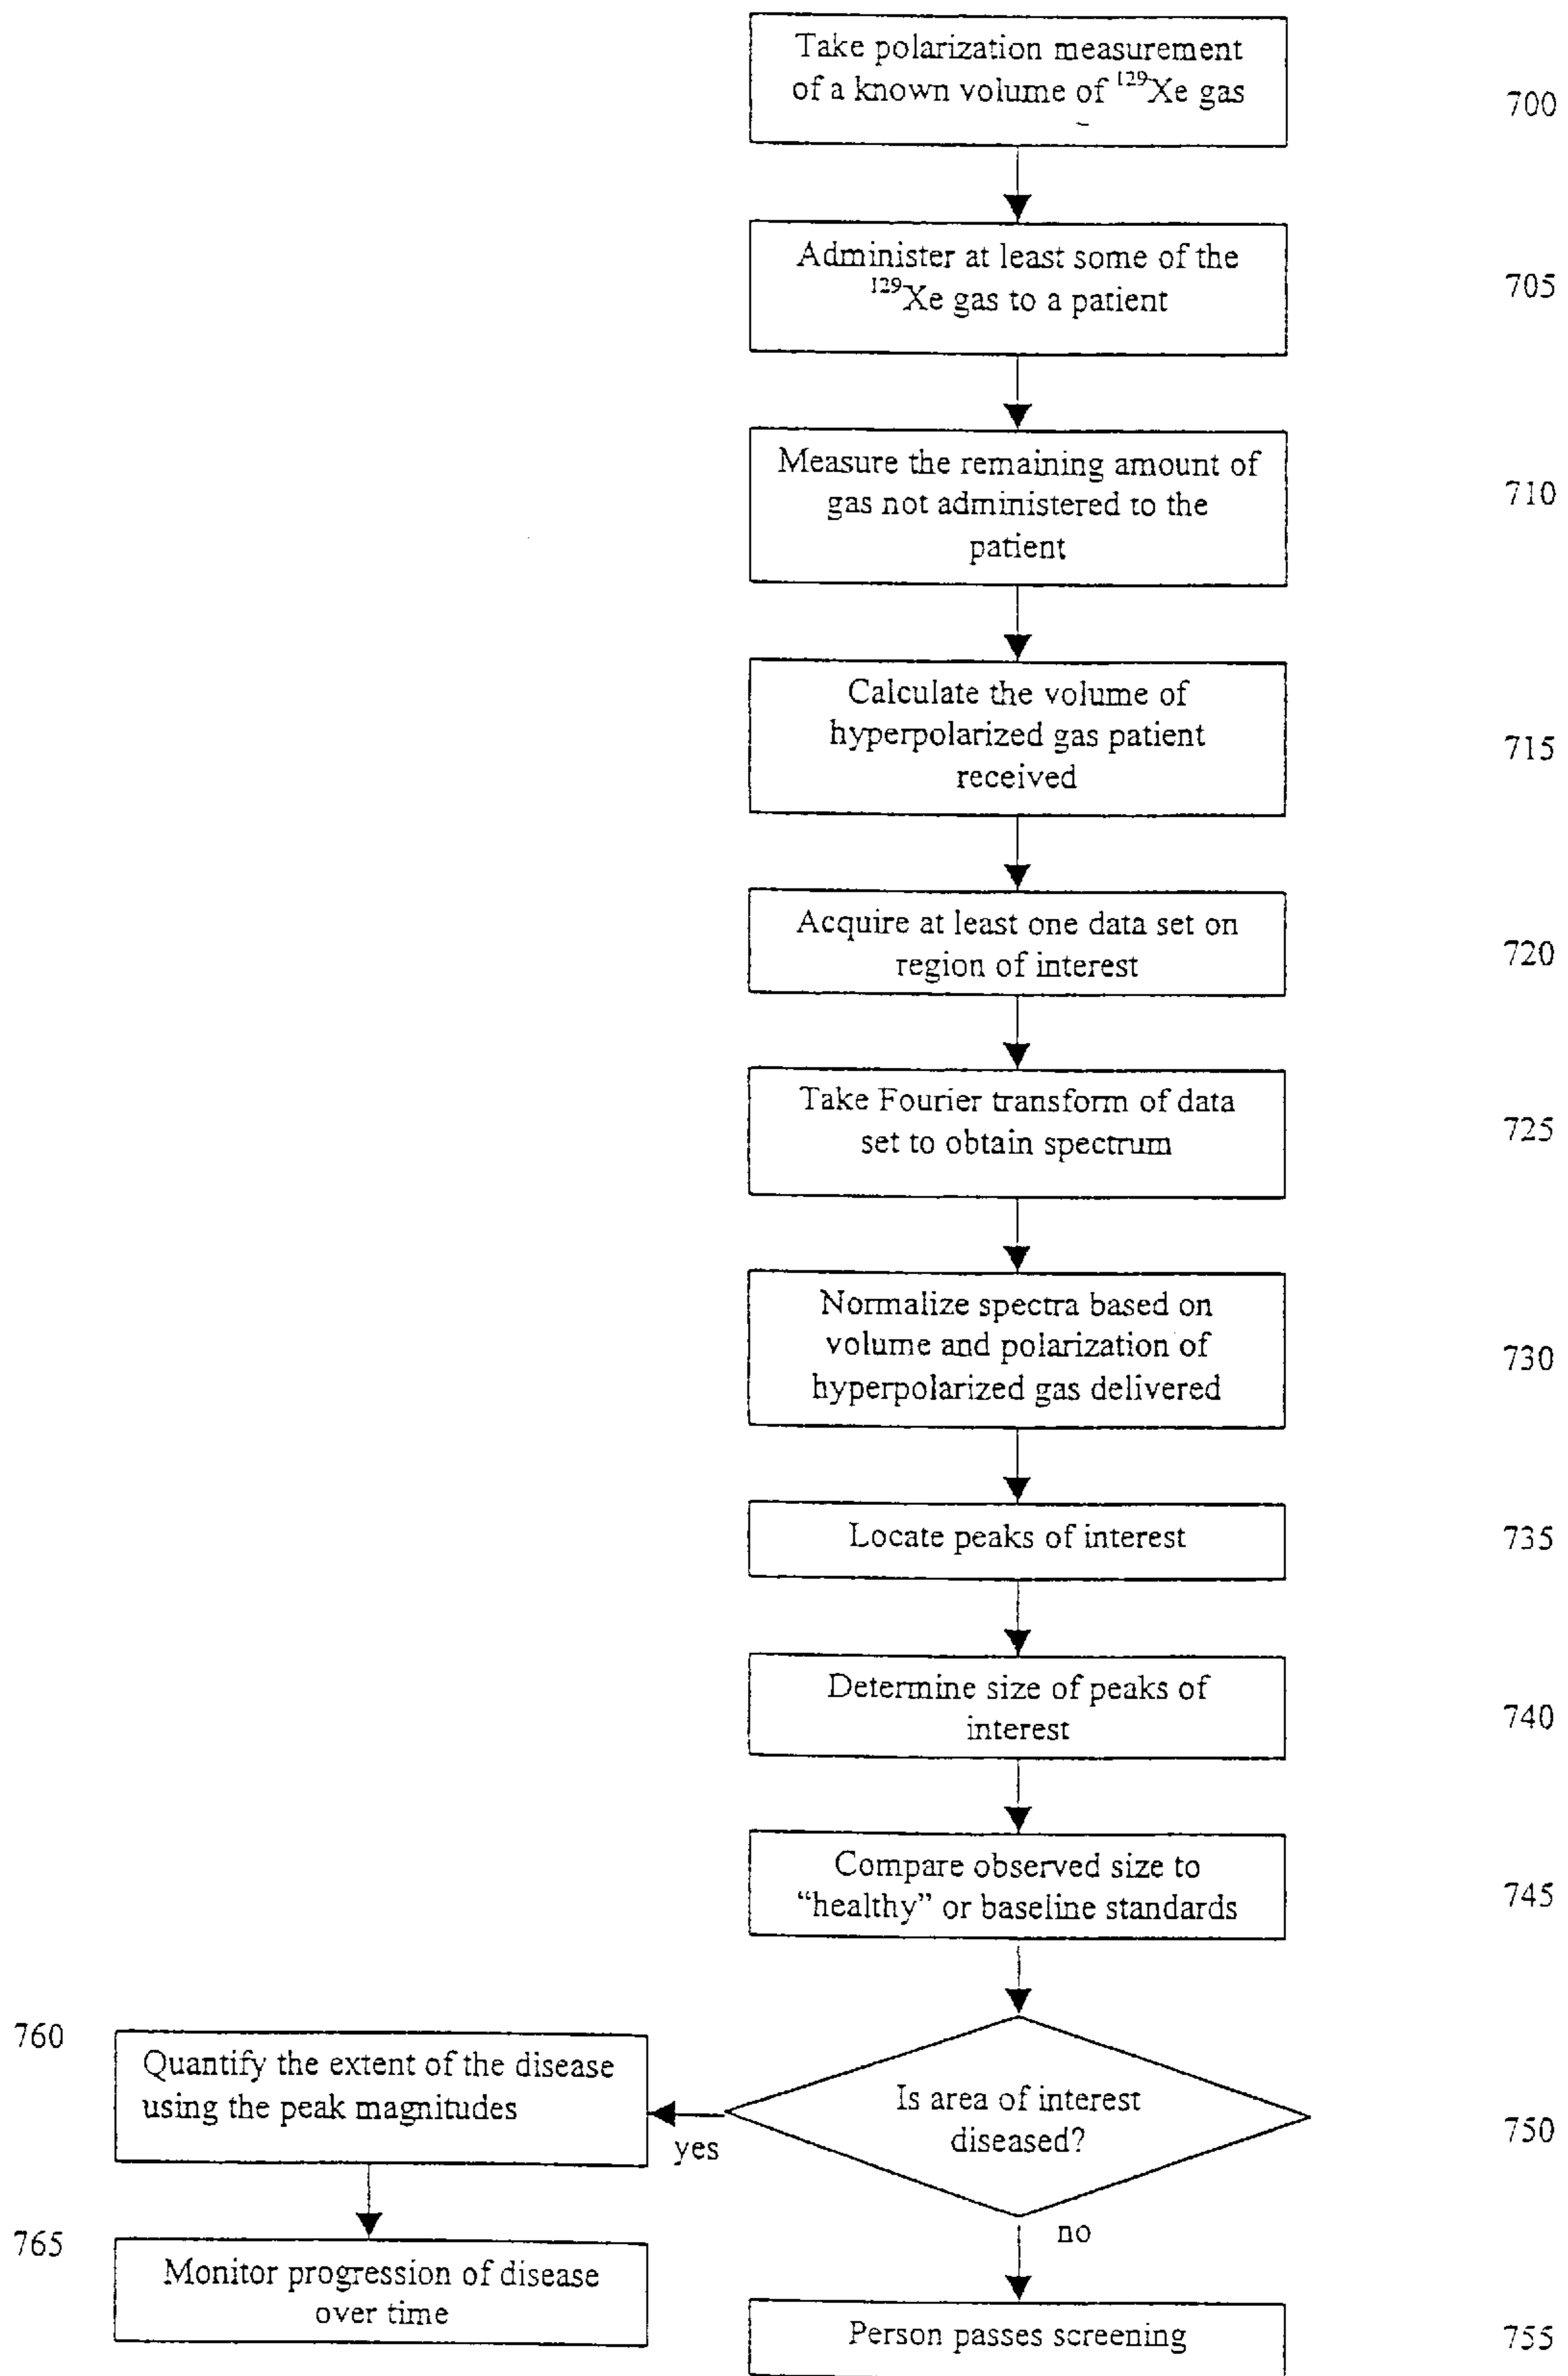 Take polarization measurement
of a known volume of ¹²⁹Xe gas
700
Administer at least some of the
¹²⁹Xe gas to a patient
705
Measure the remaining amount of
gas not administered to the
patient
710
Calculate the volume of
hyperpolarized gas patient
received
715
Acquire at least one data set on
region of interest
720
Take Fourier transform of data
set to obtain spectrum
725
Normalize spectra based on
volume and polarization of
hyperpolarized gas delivered
730
Locate peaks of interest
735
Determine size of peaks of
interest
740
Compare observed size to
“healthy” or baseline standards
745
Is area of interest
diseased?
750
yes
760
Quantify the extent of the disease
using the peak magnitudes
765
Monitor progression of disease
over time
no
Person passes screening
755